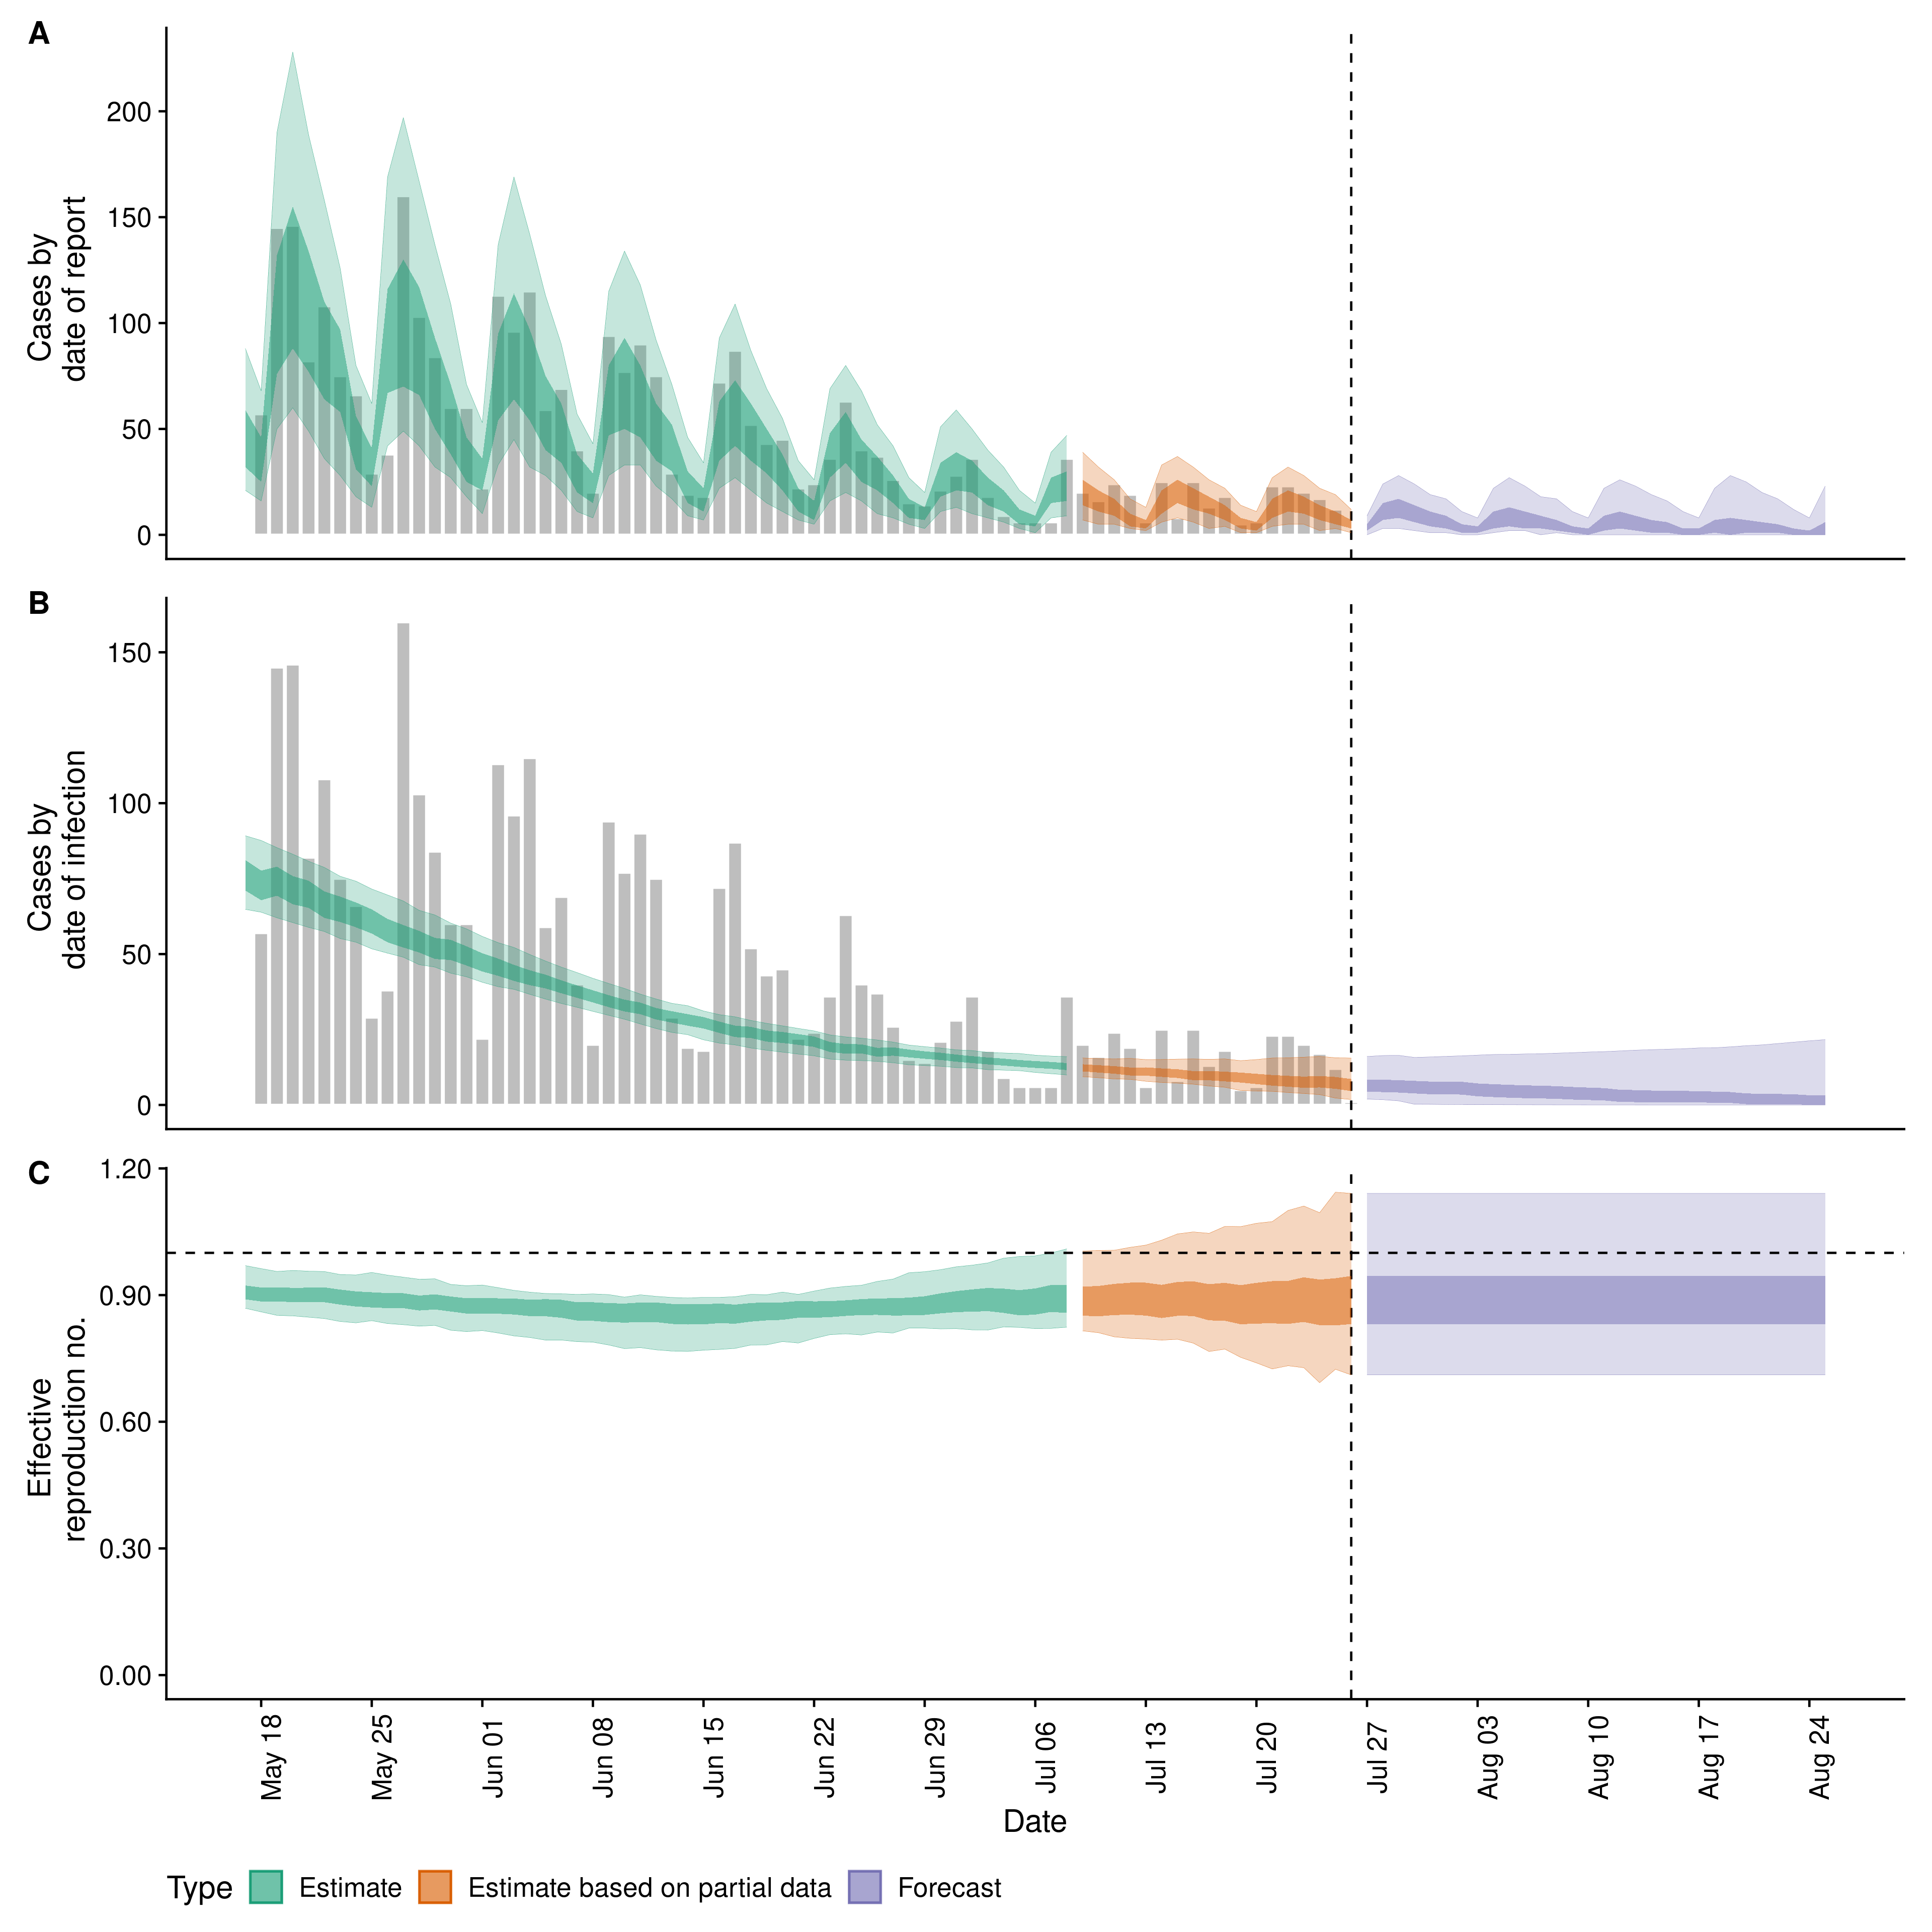 A
Cases by
date of report
200
150
100
50
0
B
Cases by
date of infection
150
100
50
0
C
Effective
reproduction no.
1.20
0.90
0.60
0.30
0.00
May 18
May 25
Jun 01
Jun 08
Jun 15
Jun 22
Jun 29
Jul 06
Jul 13
Jul 20
Jul 27
Aug 03
Aug 10
Aug 17
Aug 24
Date
Type Estimate Estimate based on partial data Forecast